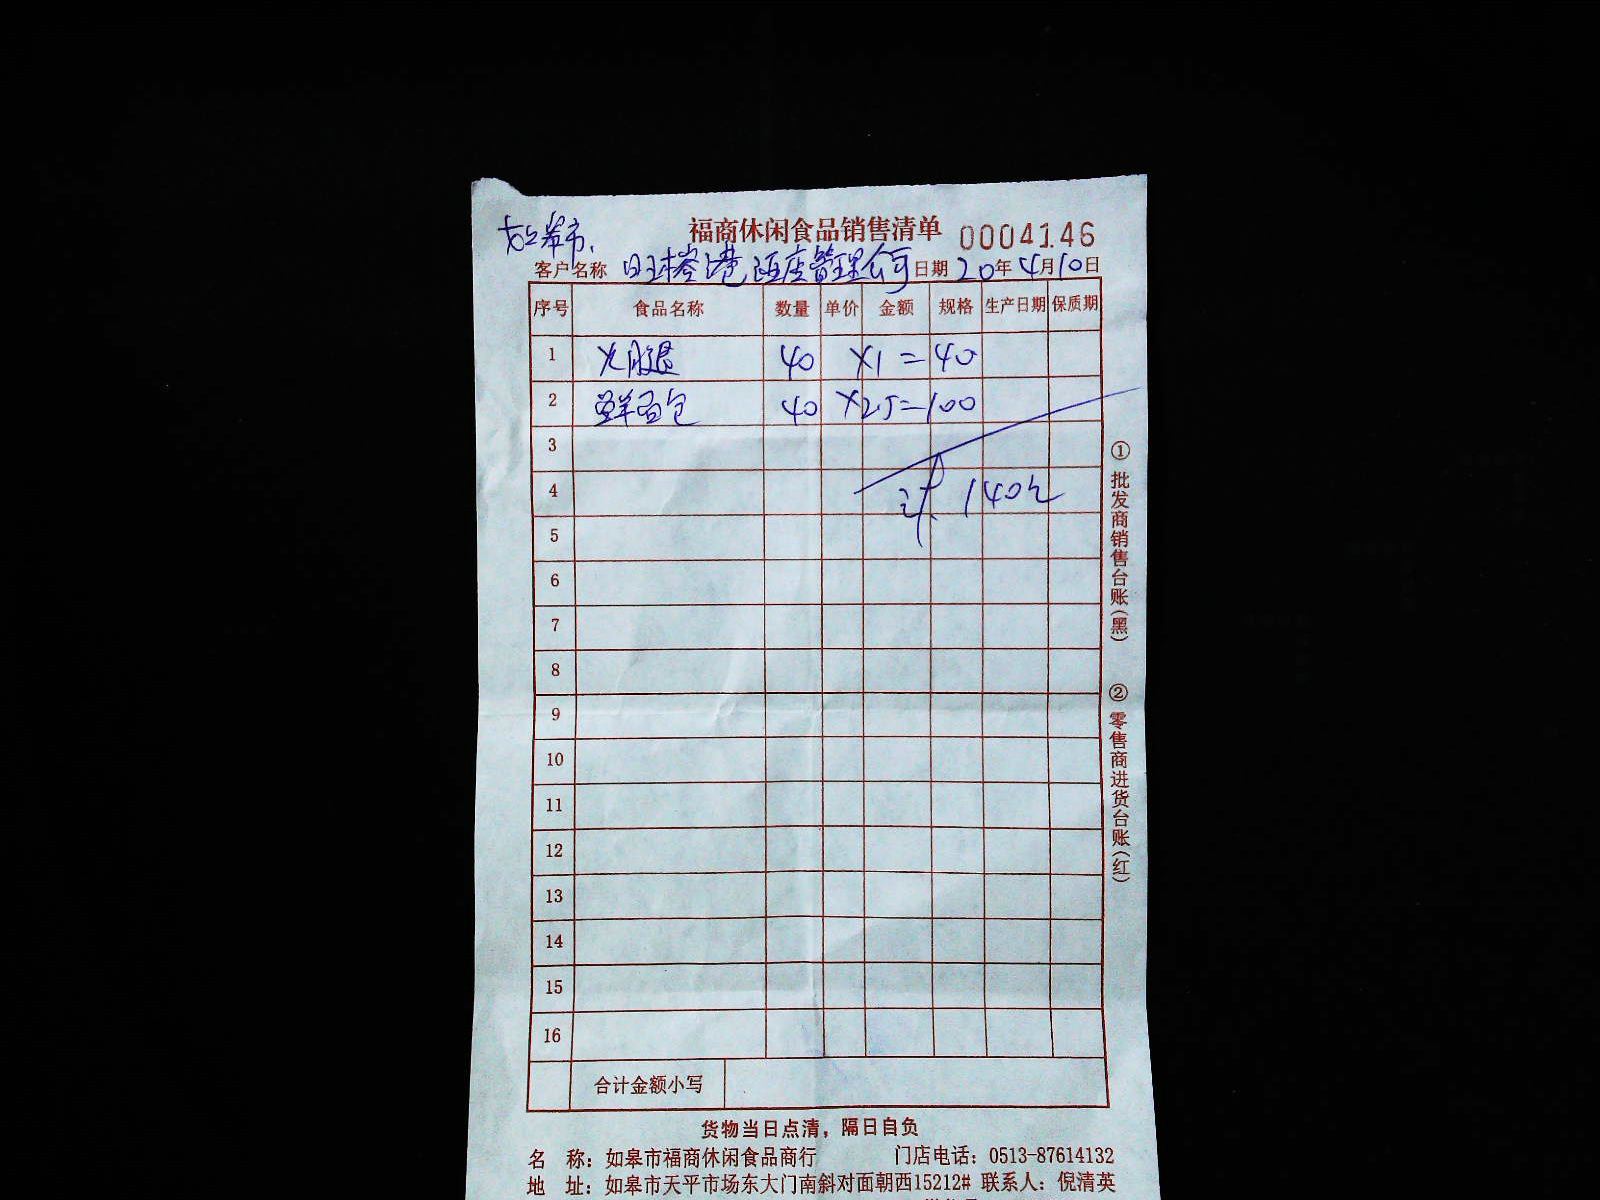 福商休闲食品销售清单 0004146
如皋市
客户名称 港酒店管理公司 日期 20年4月10日
序号 食品名称 数量 单价 金额 规格 生产日期 保质期
1 火腿 40 ×1=40
2 鲜面包 40 ×2.5=100
3
4 计 140元
5
6
7
8
9
10
11
12
13
14
15
16
合计金额小写
① 批发商销售台账(黑)
② 零售商进货台账(红)
货物当日点清，隔日自负
名 称：如皋市福商休闲食品商行 门店电话：0513-87614132
地 址：如皋市天平市场东大门南斜对面朝西15212# 联系人：倪清英